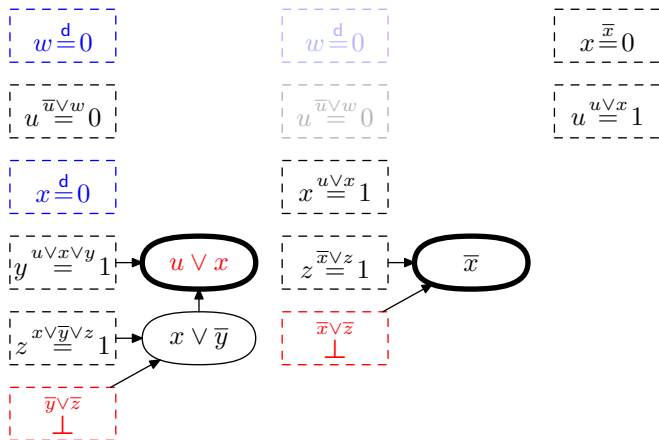 w =ᵈ 0
u =^{u̅∨w} 0
x =ᵈ 0
y =^{u∨x∨y} 1
u ∨ x
z =^{x∨y̅∨z} 1
x ∨ y̅
y̅∨z̅
⊥
w =ᵈ 0
u =^{u̅∨w} 0
x =^{u∨x} 1
z =^{x̅∨z} 1
x̅
x̅∨z̅
⊥
x =^{x̅} 0
u =^{u∨x} 1